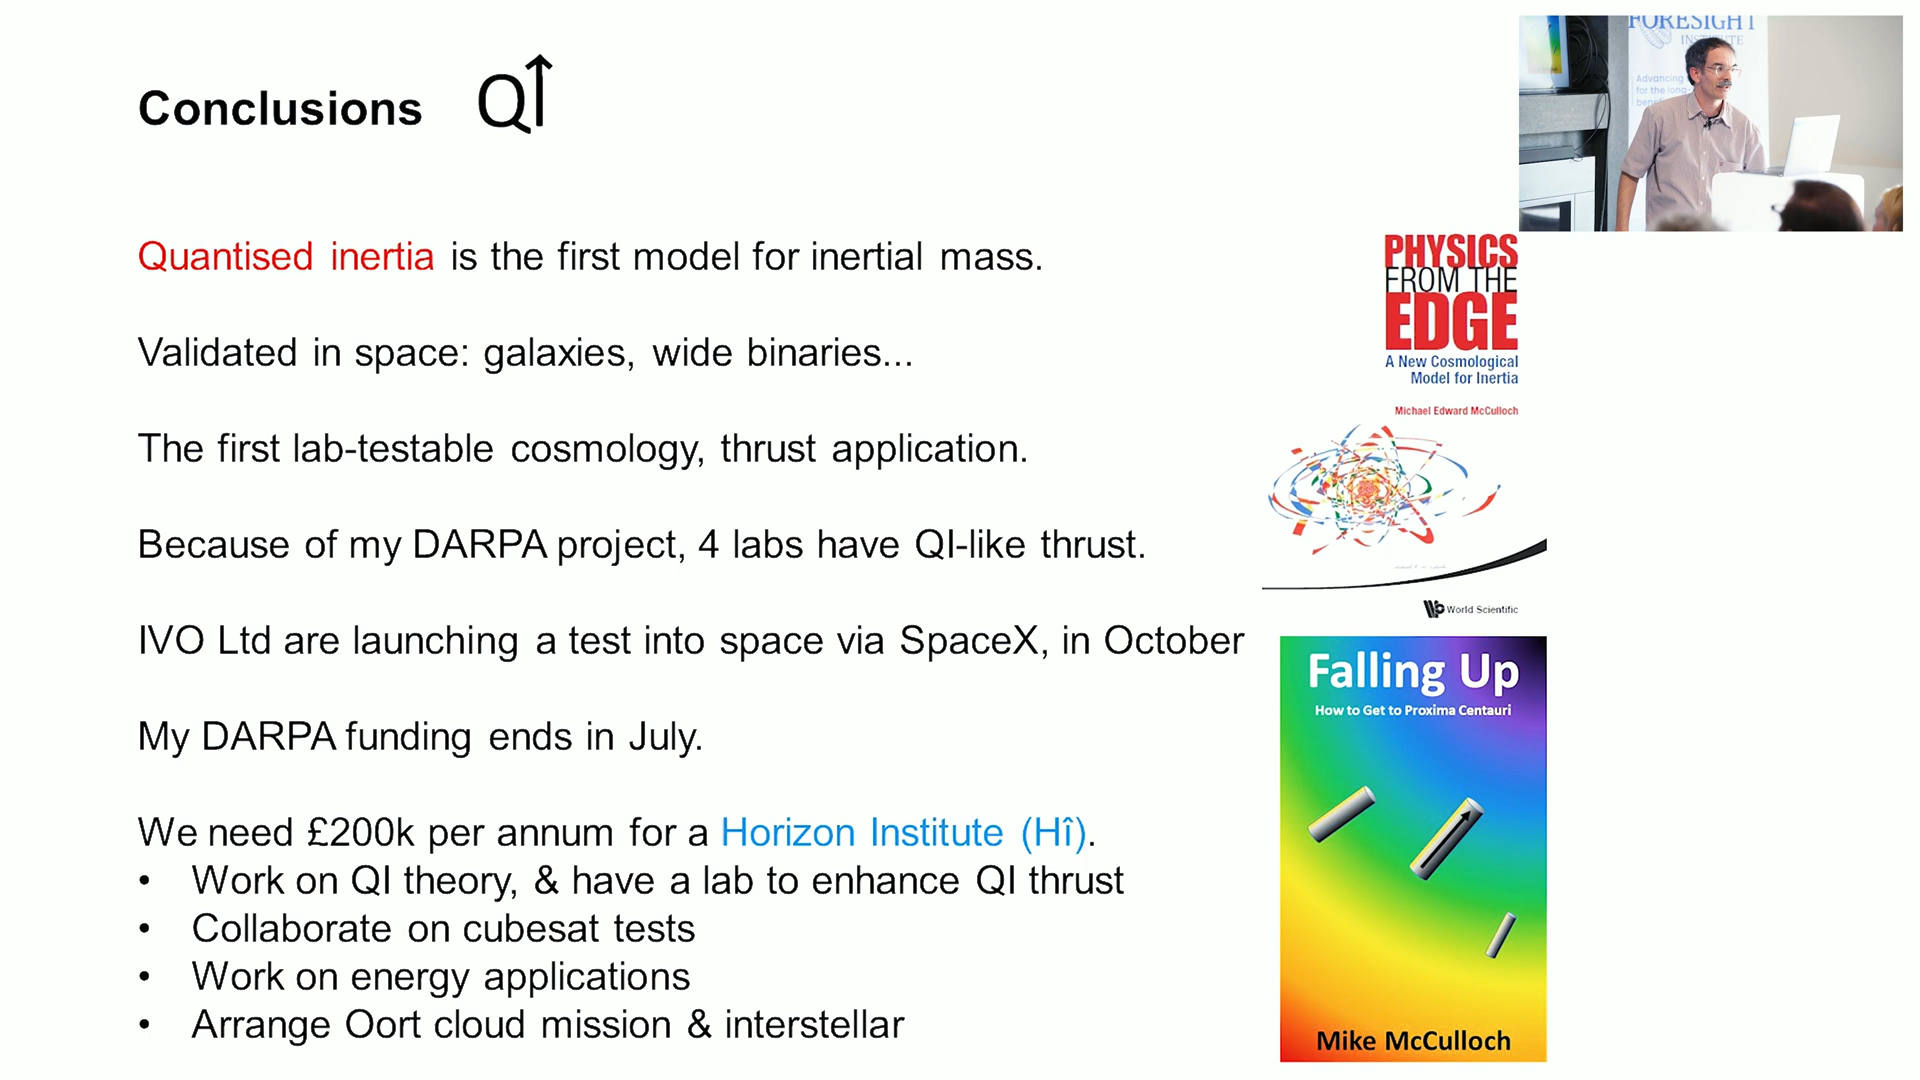 Conclusions QI
Quantised inertia is the first model for inertial mass.
Validated in space: galaxies, wide binaries...
The first lab-testable cosmology, thrust application.
Because of my DARPA project, 4 labs have QI-like thrust.
IVO Ltd are launching a test into space via SpaceX, in October
My DARPA funding ends in July.
We need £200k per annum for a Horizon Institute (Hî).
• Work on QI theory, & have a lab to enhance QI thrust
• Collaborate on cubesat tests
• Work on energy applications
• Arrange Oort cloud mission & interstellar
FORESIGHT
INSTITUTE
Advancing
for the long
PHYSICS
FROM THE
EDGE
A New Cosmological
Model for Inertia
Michael Edward McCulloch
World Scientific
Falling Up
How to Get to Proxima Centauri
Mike McCulloch